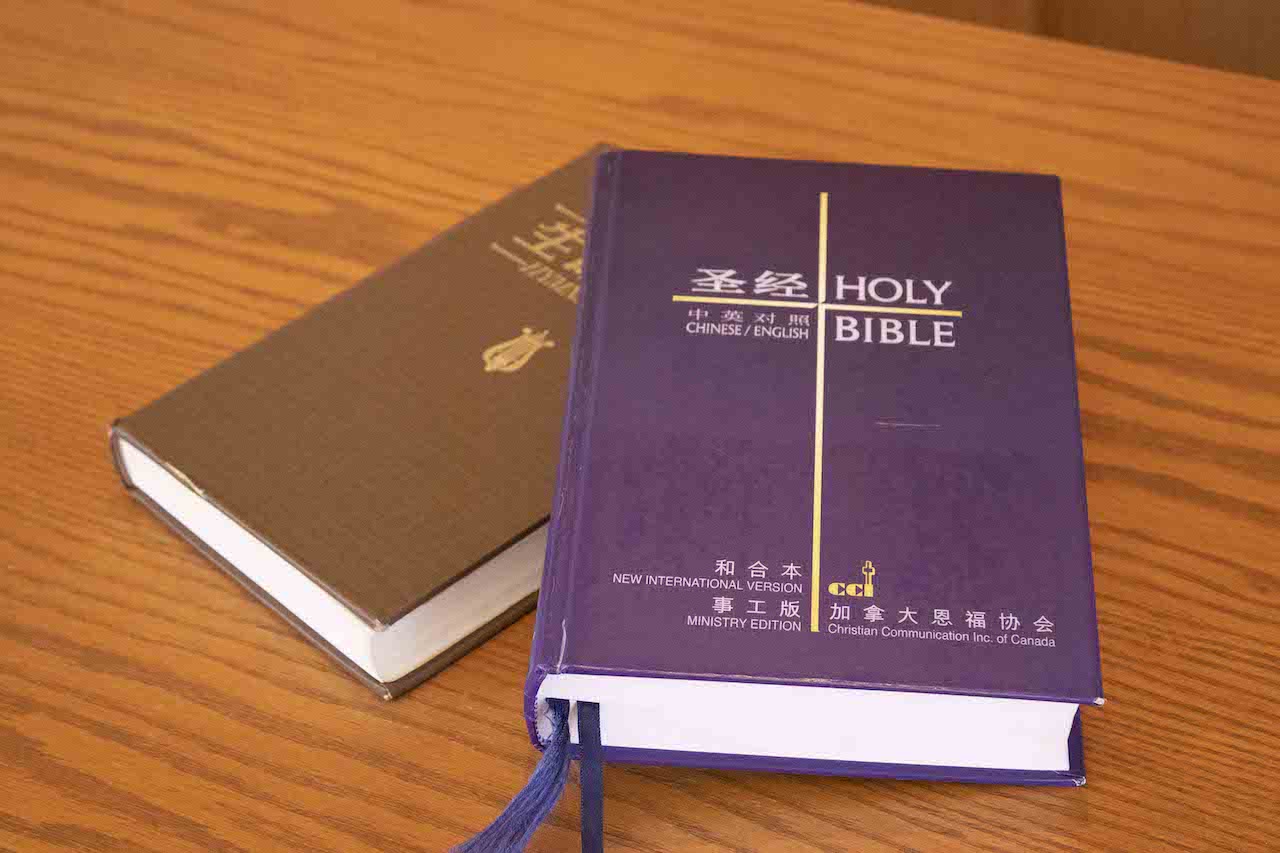 圣经
中英对照
CHINESE / ENGLISH
HOLY
BIBLE
和合本
NEW INTERNATIONAL VERSION
事工版
MINISTRY EDITION
cci
加拿大恩福协会
Christian Communication Inc. of Canada